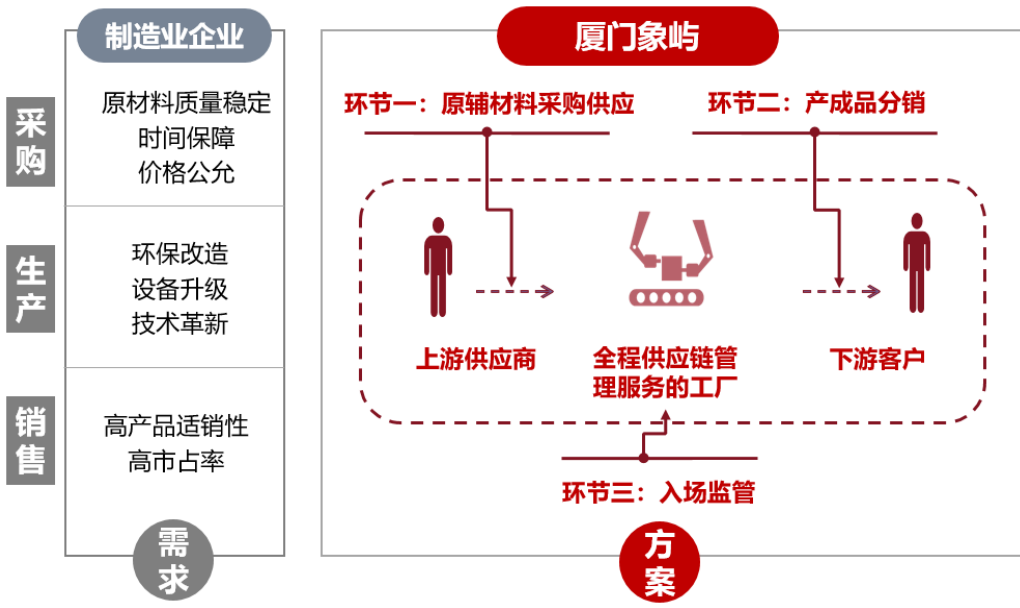 制造业企业
采购
原材料质量稳定
时间保障
价格公允
生产
环保改造
设备升级
技术革新
销售
高产品适销性
高市占率
需求
厦门象屿
环节一：原辅材料采购供应
环节二：产成品分销
上游供应商
全程供应链管
理服务的工厂
下游客户
环节三：入场监管
方案